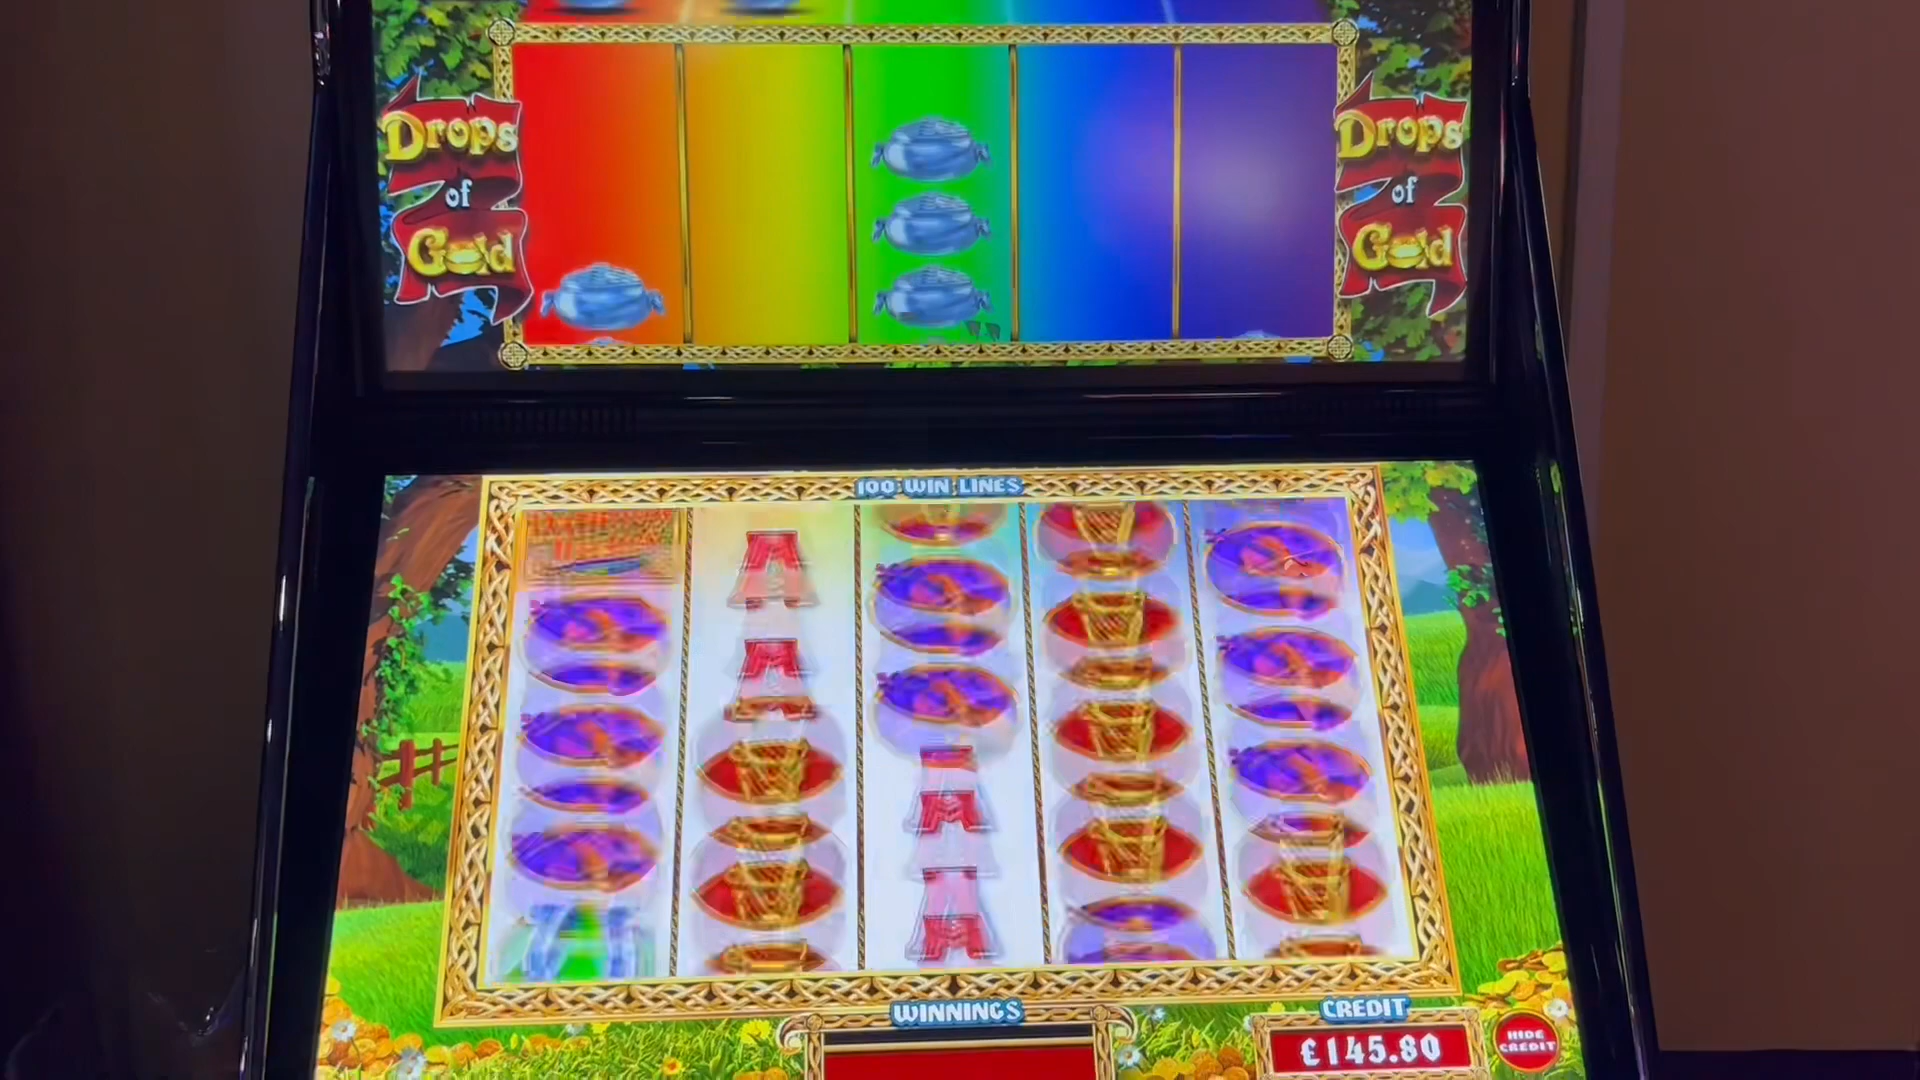 Drops
of
Gold
Drops
of
Gold
100 WIN LINES
WINNINGS
CREDIT
£145.80
HIDE
CREDIT